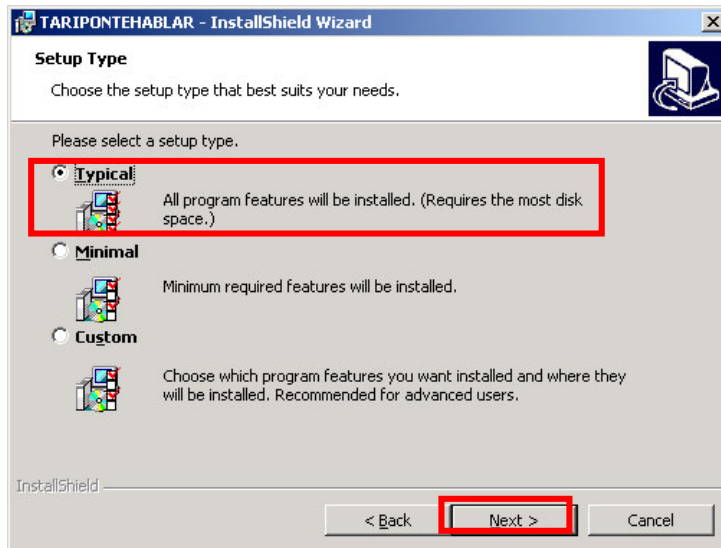 TARIPONTEHABLAR - InstallShield Wizard
Setup Type
Choose the setup type that best suits your needs.
Please select a setup type.
Typical
All program features will be installed. (Requires the most disk
space.)
Minimal
Minimum required features will be installed.
Custom
Choose which program features you want installed and where they
will be installed. Recommended for advanced users.
InstallShield
< Back Next > Cancel